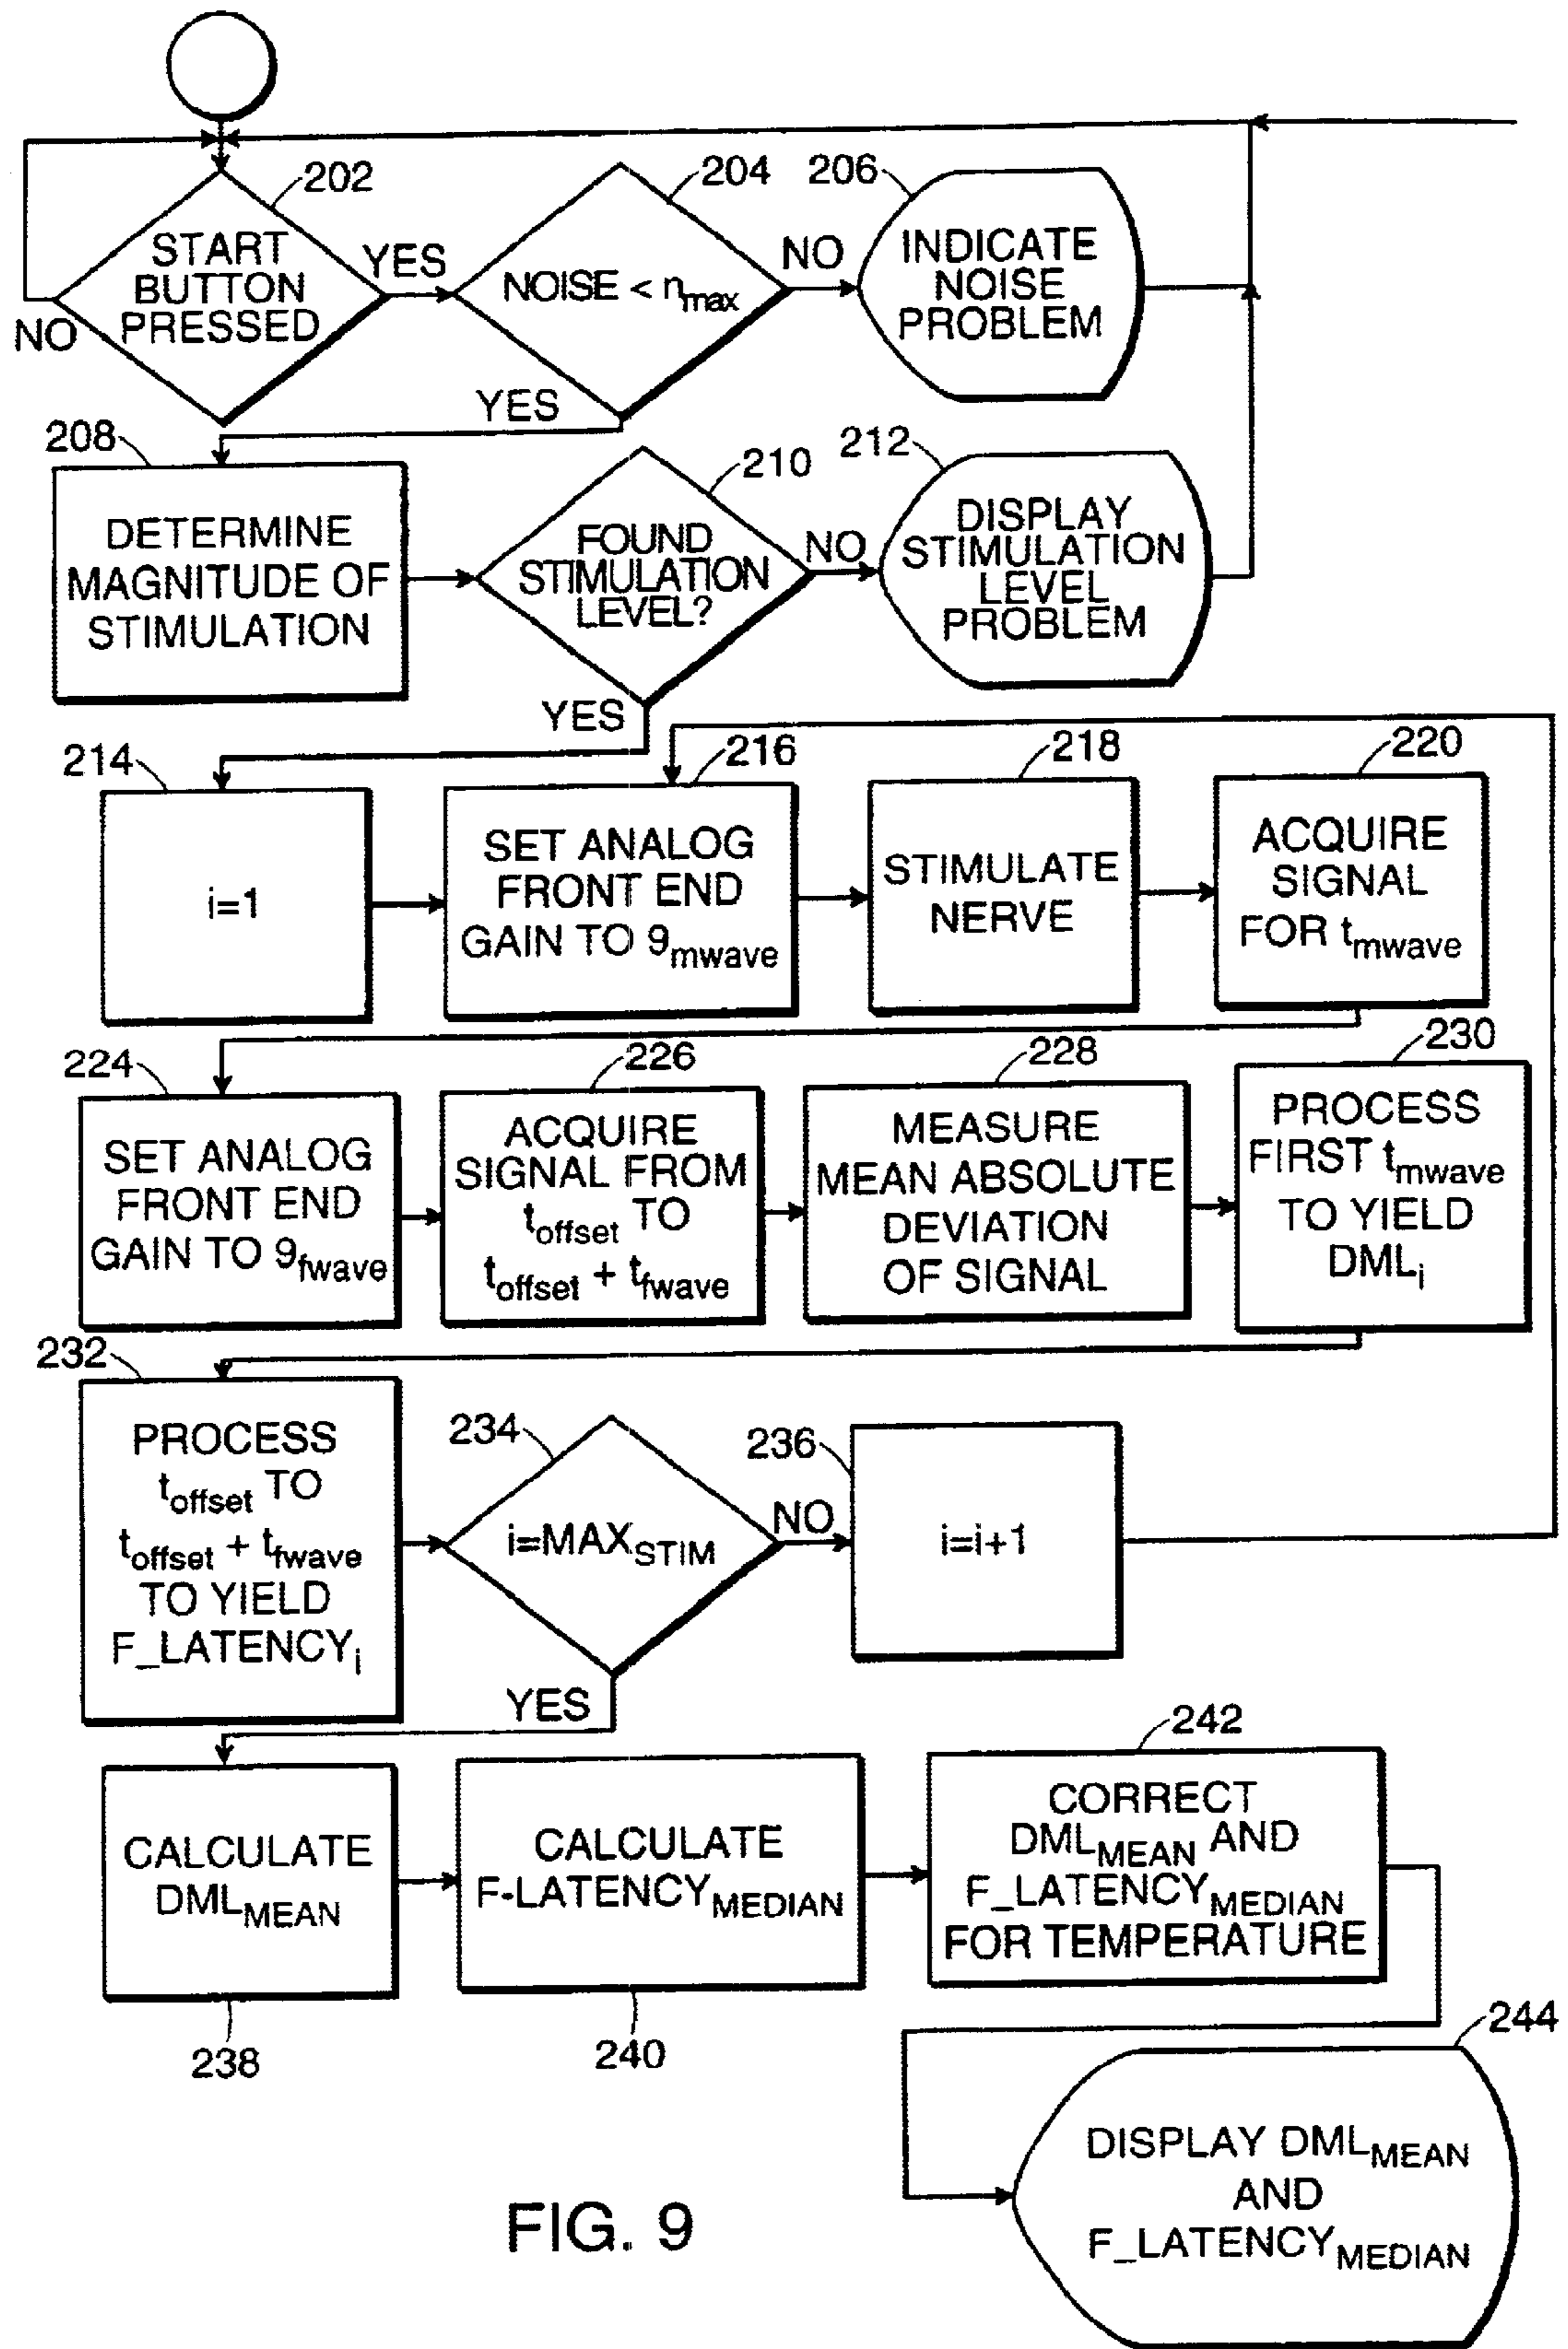 202
START
BUTTON
PRESSED
YES
NO
204
NOISE < nmax
NO
YES
206
INDICATE
NOISE
PROBLEM
208
DETERMINE
MAGNITUDE OF
STIMULATION
210
FOUND
STIMULATION
LEVEL?
NO
YES
212
DISPLAY
STIMULATION
LEVEL
PROBLEM
214
i=1
216
SET ANALOG
FRONT END
GAIN TO 9mwave
218
STIMULATE
NERVE
220
ACQUIRE
SIGNAL
FOR tmwave
224
SET ANALOG
FRONT END
GAIN TO 9fwave
226
ACQUIRE
SIGNAL FROM
toffset TO
toffset + tfwave
228
MEASURE
MEAN ABSOLUTE
DEVIATION
OF SIGNAL
230
PROCESS
FIRST tmwave
TO YIELD
DMLi
232
PROCESS
toffset TO
toffset + tfwave
TO YIELD
F_LATENCYi
234
i=MAXSTIM
NO
YES
236
i=i+1
CALCULATE
DMLMEAN
238
CALCULATE
F-LATENCYMEDIAN
240
242
CORRECT
DMLMEAN AND
F_LATENCYMEDIAN
FOR TEMPERATURE
244
DISPLAY DMLMEAN
AND
F_LATENCYMEDIAN
FIG. 9